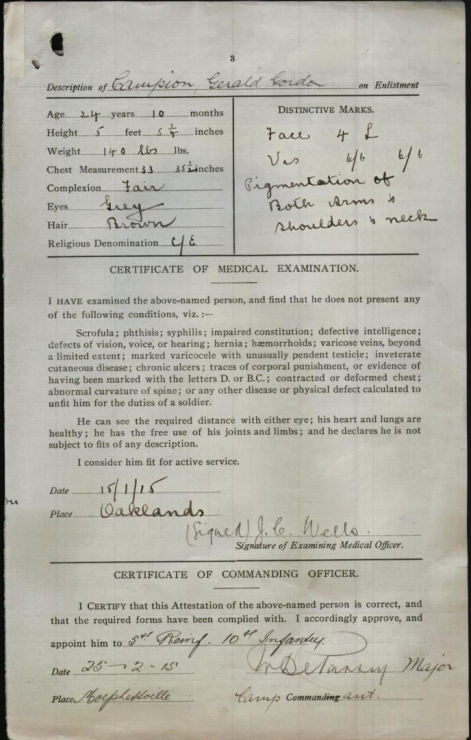 3
Description of Campion, Gerald Gordon on Enlistment
Age 24 years 10 months
Height 5 feet 5 1/4 inches
Weight 140 lbs lbs.
Chest Measurement 33 35½ inches
Complexion Fair
Eyes Grey
Hair Brown
Religious Denomination C/E
DISTINCTIVE MARKS.
Face 4 L
Vis 6/6 6/6
Pigmentation of
Both Arms &
shoulders & neck
CERTIFICATE OF MEDICAL EXAMINATION.
I HAVE examined the above-named person, and find that he does not present any
of the following conditions, viz. :—
Scrofula; phthisis; syphilis; impaired constitution; defective intelligence;
defects of vision, voice, or hearing; hernia; hæmorrhoids; varicose veins, beyond
a limited extent; marked varicocele with unusually pendent testicle; inveterate
cutaneous disease; chronic ulcers; traces of corporal punishment, or evidence of
having been marked with the letters D. or B.C.; contracted or deformed chest;
abnormal curvature of spine; or any other disease or physical defect calculated to
unfit him for the duties of a soldier.
He can see the required distance with either eye; his heart and lungs are
healthy; he has the free use of his joints and limbs; and he declares he is not
subject to fits of any description.
I consider him fit for active service.
Date 15/1/15
Place Oaklands
(Signed) J. C. Wells.
Signature of Examining Medical Officer.
CERTIFICATE OF COMMANDING OFFICER.
I CERTIFY that this Attestation of the above-named person is correct, and
that the required forms have been complied with. I accordingly approve, and
appoint him to 5th Reinf. 10th Infantry
Date 25-2-15 Major
Place Morphettville Camp Commandant.